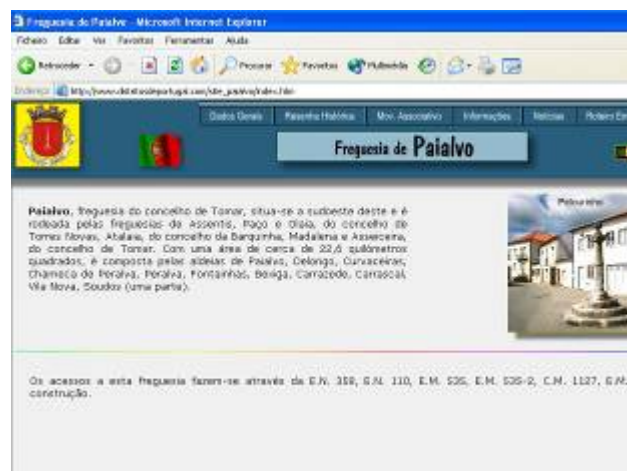 Freguesia de Paialvo - Microsoft Internet Explorer
Ficheiro Editar Ver Favoritos Ferramentas Ajuda
Retroceder Procurar Favoritos Multimédia
Endereço
Dados Gerais Resenha Histórica Mov. Associativo Informações Notícias
Freguesia de Paialvo
Pelourinho
Paialvo, freguesia do concelho de Tomar, situa-se a sudoeste deste e é
rodeada pelas freguesias de Assentis, Paço e Olaia, do concelho de
Torres Novas, Atalaia, do concelho da Barquinha, Madalena e Asseiceira,
do concelho de Tomar. Com uma área de cerca de 22,6 quilómetros
quadrados, é composta pelas aldeias de Paialvo, Delongo, Curvaceiras,
Charneca de Peralva, Peralva, Fontainhas, Bexiga, Carrazede, Carrascal,
Vila Nova, Soudos (uma parte).
Os acessos a esta freguesia fazem-se através da E.N. 358, E.N. 110, E.M. 535, E.M. 535-2, C.M. 1127, E.M.
construção.